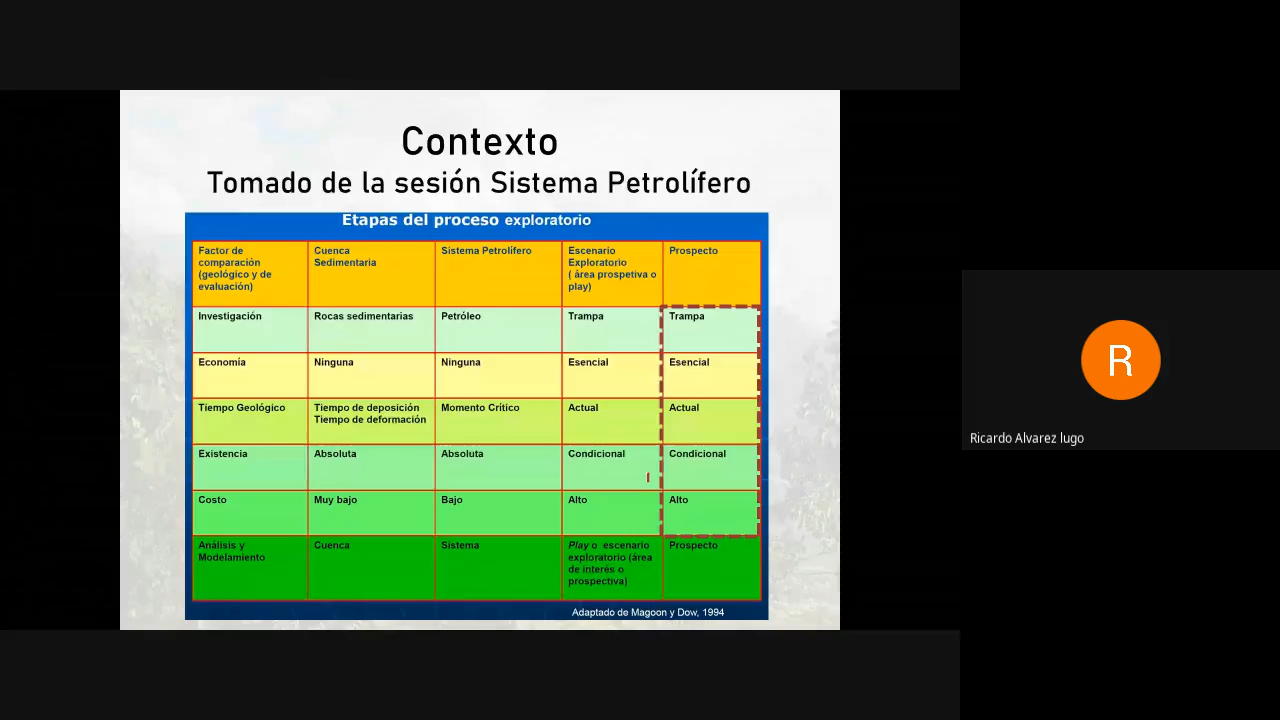 Contexto
Tomado de la sesión Sistema Petrolífero
Etapas del proceso exploratorio
Factor de comparación (geológico y de evaluación)
Cuenca Sedimentaria
Sistema Petrolífero
Escenario Exploratorio ( área prospetiva o play)
Prospecto
Investigación
Rocas sedimentarias
Petróleo
Trampa
Trampa
Economía
Ninguna
Ninguna
Esencial
Esencial
Tiempo Geológico
Tiempo de deposición
Tiempo de deformación
Momento Crítico
Actual
Actual
Existencia
Absoluta
Absoluta
Condicional
Condicional
Costo
Muy bajo
Bajo
Alto
Alto
Análisis y Modelamiento
Cuenca
Sistema
Play o escenario exploratorio (área de interés o prospectiva)
Prospecto
Adaptado de Magoon y Dow, 1994
R
Ricardo Alvarez lugo